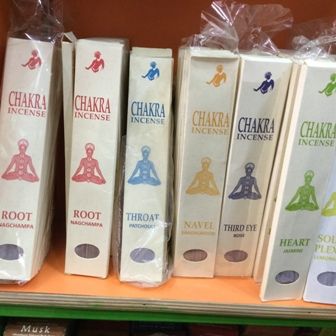 CHAKRA
INCENSE
ROOT
NAGCHAMPA
CHAKRA
INCENSE
ROOT
NAGCHAMPA
CHAKRA
INCENSE
THROAT
CHAKRA
INCENSE
NAVEL
CHAKRA
INCENSE
THIRD EYE
ROSE
CHAKRA
INCENSE
HEART
JASMINE
CHAKRA
INCENSE
Musk